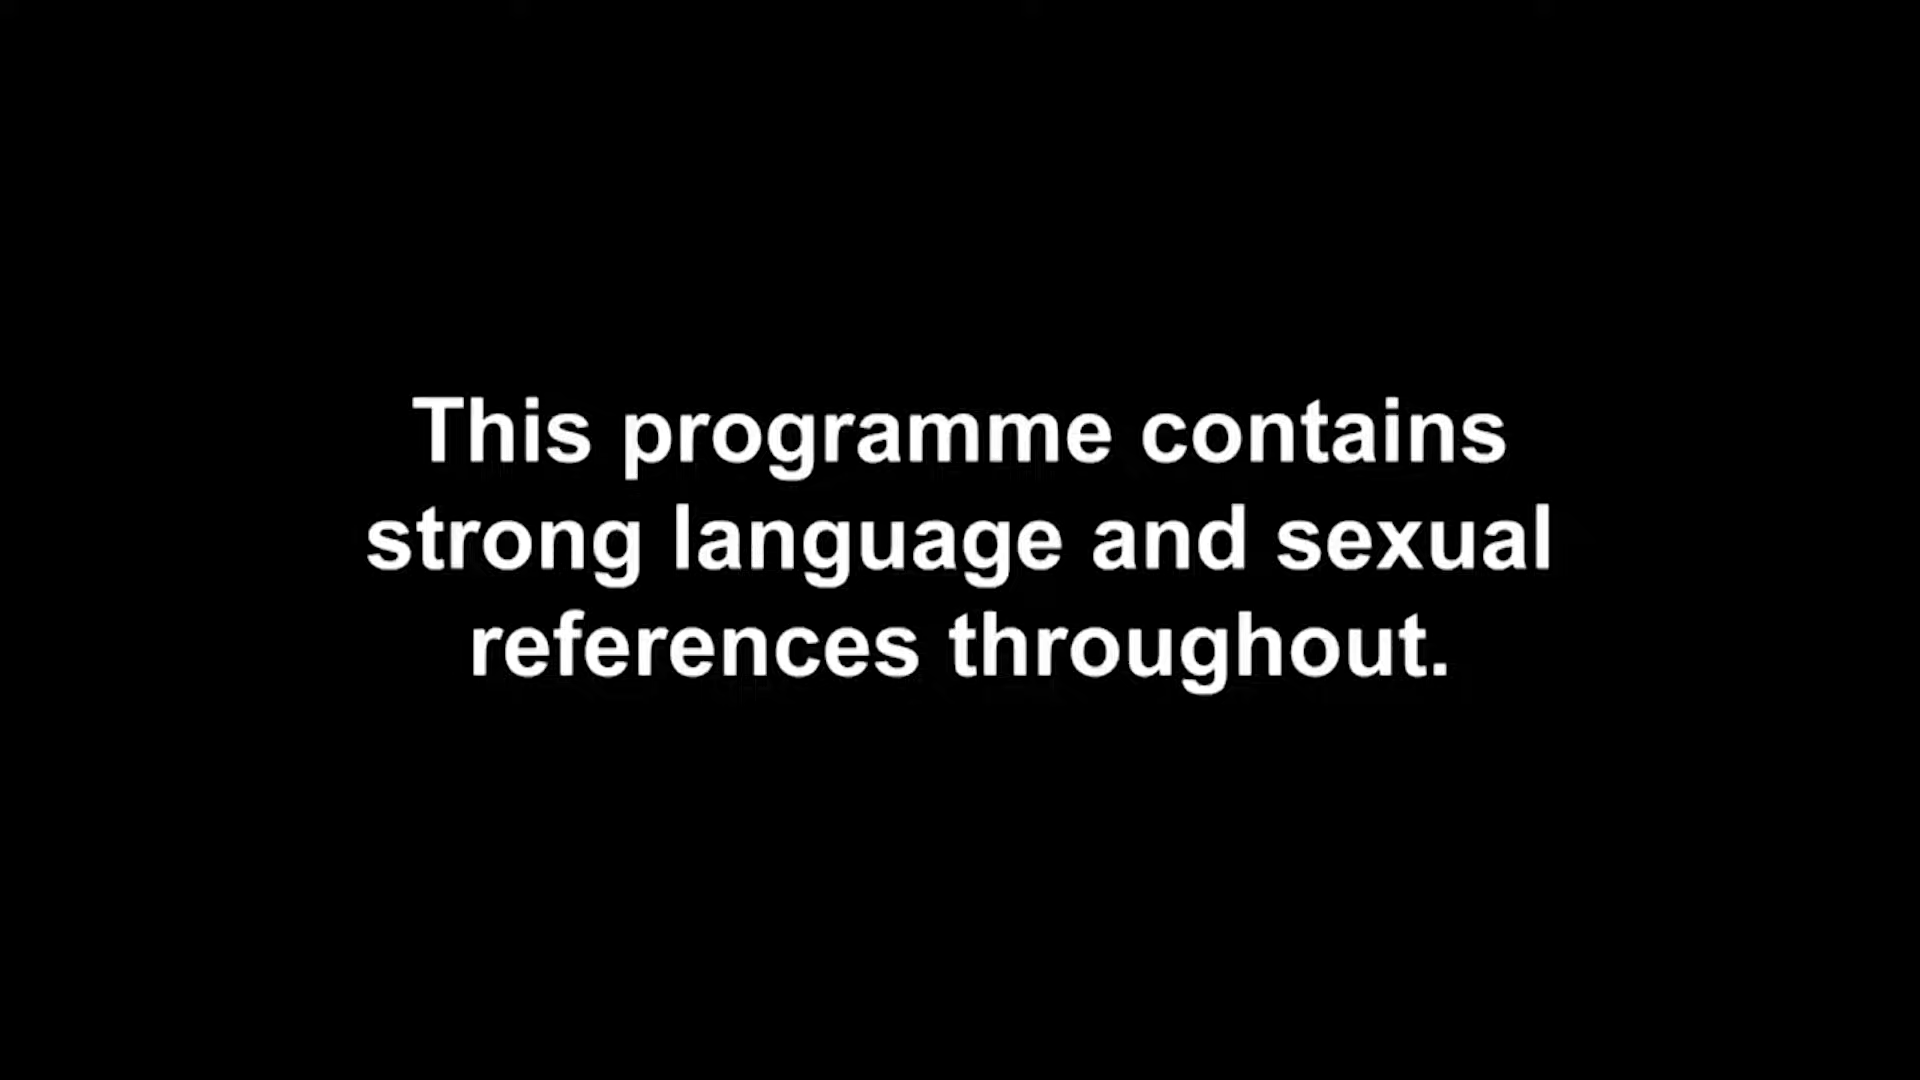 This programme contains
strong language and sexual
references throughout.